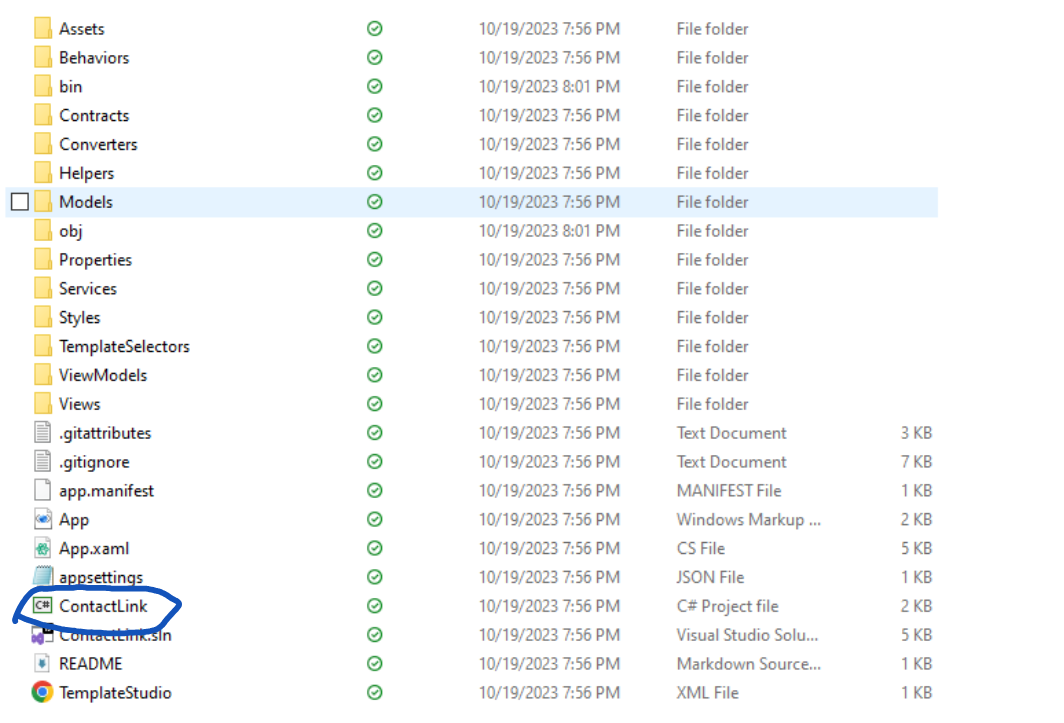 Assets 10/19/2023 7:56 PM File folder
Behaviors 10/19/2023 7:56 PM File folder
bin 10/19/2023 8:01 PM File folder
Contracts 10/19/2023 7:56 PM File folder
Converters 10/19/2023 7:56 PM File folder
Helpers 10/19/2023 7:56 PM File folder
Models 10/19/2023 7:56 PM File folder
obj 10/19/2023 8:01 PM File folder
Properties 10/19/2023 7:56 PM File folder
Services 10/19/2023 7:56 PM File folder
Styles 10/19/2023 7:56 PM File folder
TemplateSelectors 10/19/2023 7:56 PM File folder
ViewModels 10/19/2023 7:56 PM File folder
Views 10/19/2023 7:56 PM File folder
.gitattributes 10/19/2023 7:56 PM Text Document 3 KB
.gitignore 10/19/2023 7:56 PM Text Document 7 KB
app.manifest 10/19/2023 7:56 PM MANIFEST File 1 KB
App 10/19/2023 7:56 PM Windows Markup ... 2 KB
App.xaml 10/19/2023 7:56 PM CS File 5 KB
appsettings 10/19/2023 7:56 PM JSON File 1 KB
C# ContactLink 10/19/2023 7:56 PM C# Project file 2 KB
ContactLink.sln 10/19/2023 7:56 PM Visual Studio Solu... 5 KB
README 10/19/2023 7:56 PM Markdown Source... 1 KB
TemplateStudio 10/19/2023 7:56 PM XML File 1 KB